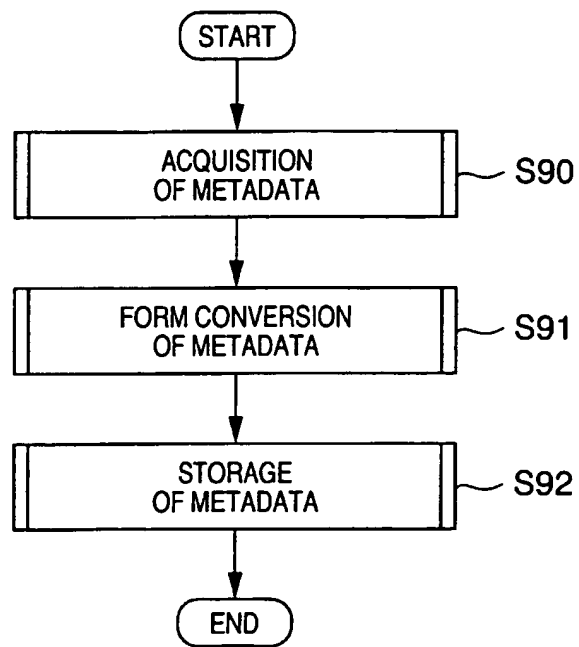 START
ACQUISITION
OF METADATA
S90
FORM CONVERSION
OF METADATA
S91
STORAGE
OF METADATA
S92
END